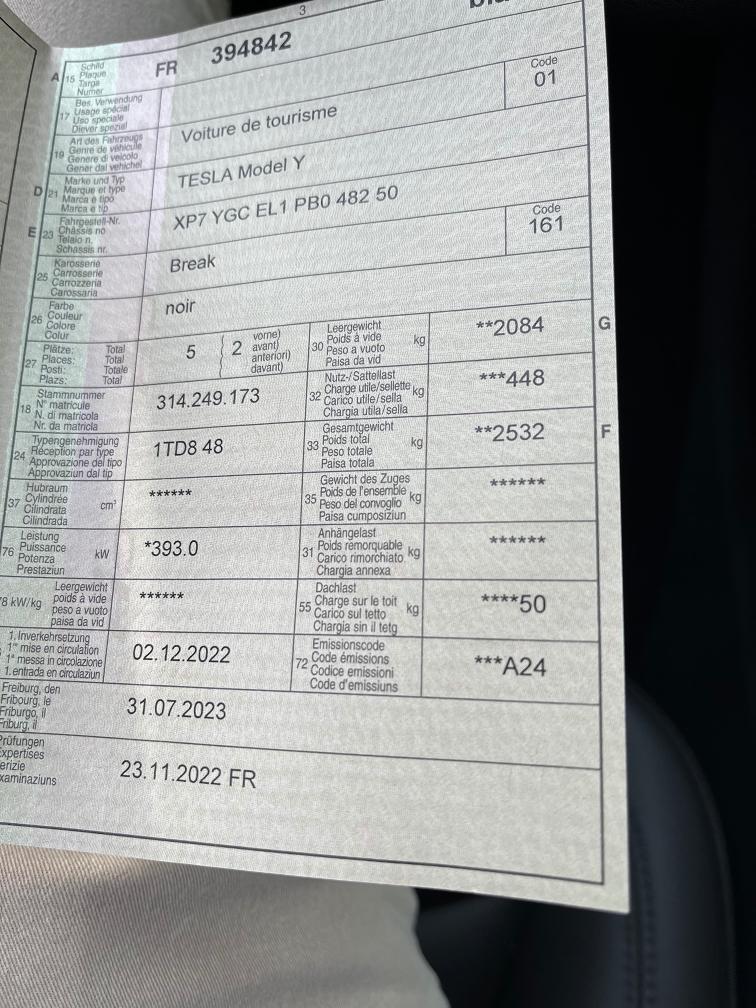 3
A 15 Schild
Plaque
Targa
Numer
FR 394842
17 Bes. Verwendung
Usage spécial
Uso speciale
Diever spezial
Code
01
19 Art des Fahrzeugs
Genre de véhicule
Genere di veicolo
Gener dal vehichel
Voiture de tourisme
D 21 Marke und Typ
Marque et type
Marca e tipo
Marca e tip
TESLA Model Y
E 23 Fahrgestell-Nr.
Châssis no
Telaio n.
Schassis nr.
XP7 YGC EL1 PB0 482 50
25 Karosserie
Carrosserie
Carrozzeria
Carossaria
Break
Code
161
26 Farbe
Couleur
Colore
Colur
noir
27 Plätze: Total
Places: Total
Posti: Totale
Plazs: Total
5 2 vorne)
avant)
anteriori)
davant)
30 Leergewicht
Poids à vide kg
Peso a vuoto
Paisa da vid
**2084 G
18 Stammnummer
N° matricule
N. di matricola
Nr. da matricla
314.249.173
32 Nutz-/Sattellast
Charge utile/sellette kg
Carico utile/sella
Chargia utila/sella
***448
24 Typengenehmigung
Réception par type
Approvazione del tipo
Approvaziun dal tip
1TD8 48
33 Gesamtgewicht
Poids total kg
Peso totale
Paisa totala
**2532 F
37 Hubraum
Cylindrée cm³
Cilindrata
Cilindrada
******
35 Gewicht des Zuges
Poids de l'ensemble kg
Peso del convoglio
Paisa cumposiziun
******
76 Leistung
Puissance kW
Potenza
Prestaziun
*393.0
31 Anhängelast
Poids remorquable kg
Carico rimorchiato
Chargia annexa
******
78 kW/kg Leergewicht
poids à vide
peso a vuoto
paisa da vid
******
55 Dachlast
Charge sur le toit kg
Carico sul tetto
Chargia sin il tetg
****50
1. Inverkehrsetzung
1re mise en circulation
1a messa in circolazione
1. entrada en circulaziun
02.12.2022
72 Emissionscode
Code émissions
Codice emissioni
Code d'emissiuns
***A24
Freiburg, den
Fribourg, le
Friburgo, il
Friburg, il
31.07.2023
Prüfungen
Expertises
erizie
xaminaziuns
23.11.2022 FR